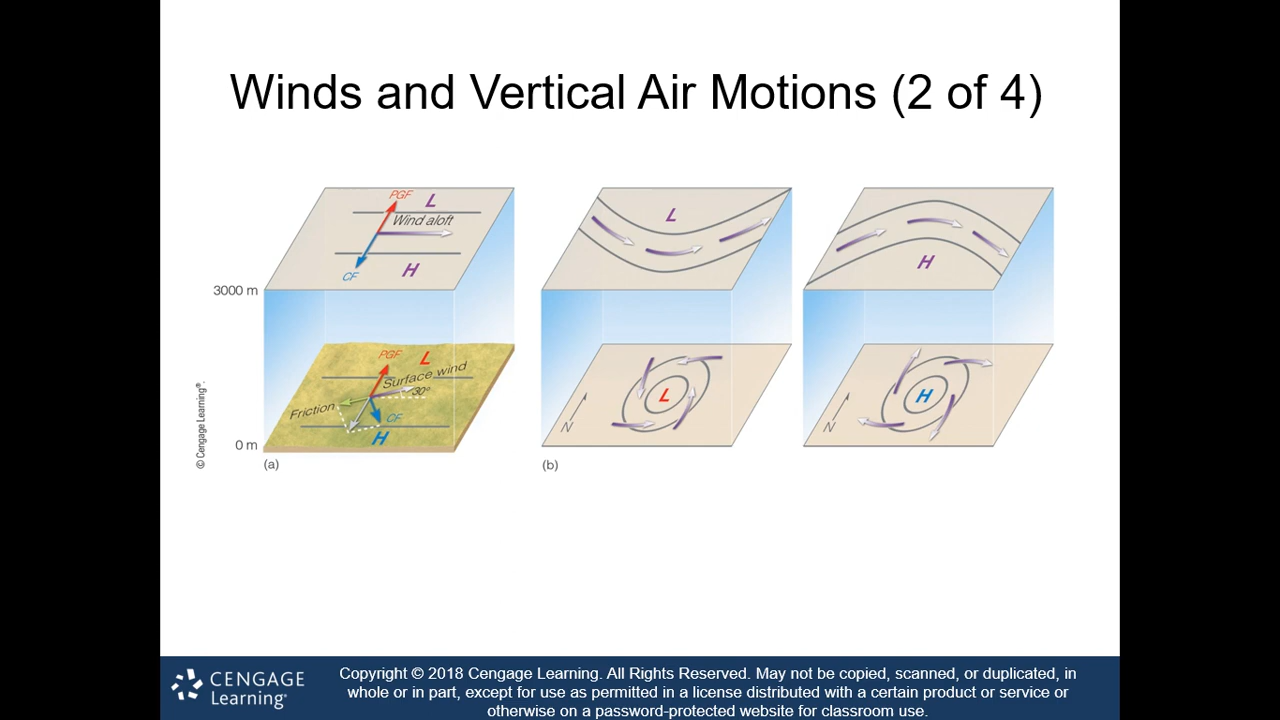 Winds and Vertical Air Motions (2 of 4)
PGF
L
Wind aloft
CF
H
3000 m
PGF
L
Surface wind
30°
Friction
CF
H
0 m
(a)
L
L
N
(b)
H
H
N
© Cengage Learning®.
CENGAGE
Learning®
Copyright © 2018 Cengage Learning. All Rights Reserved. May not be copied, scanned, or duplicated, in
whole or in part, except for use as permitted in a license distributed with a certain product or service or
otherwise on a password-protected website for classroom use.